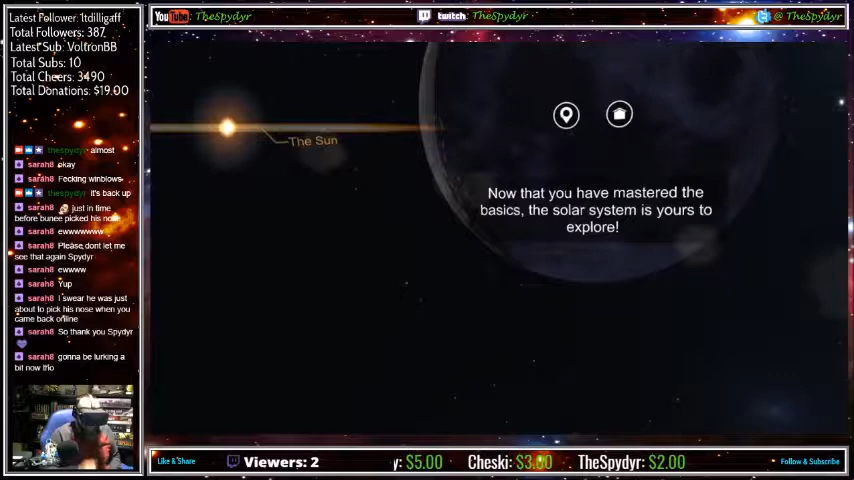 Latest Follower: 1tdilligaff
Total Followers: 387
Latest Sub: VoltronBB
Total Subs: 10
Total Cheers: 3490
Total Donations: $19.00
YouTube TheSpydyr
twitch TheSpydyr
@ TheSpydyr
thespydyr almost
sarah8 okay
sarah8 Fecking winblows
thespydyr It's back up
sarah8 just in time
before bunee picked his nose
sarah8 ewwwwwww
sarah8 Please dont let me
see that again Spydyr
sarah8 ewwww
sarah8 Yup
sarah8 I swear he was just
about to pick his nose when you
came back online
sarah8 So thank you Spydyr
sarah8 gonna be lurking a
bit now tho
The Sun
Now that you have mastered the
basics, the solar system is yours to
explore!
Like & Share
Viewers: 2
: $5.00 Cheski: $3.00 TheSpydyr: $2.00
Follow & Subscribe